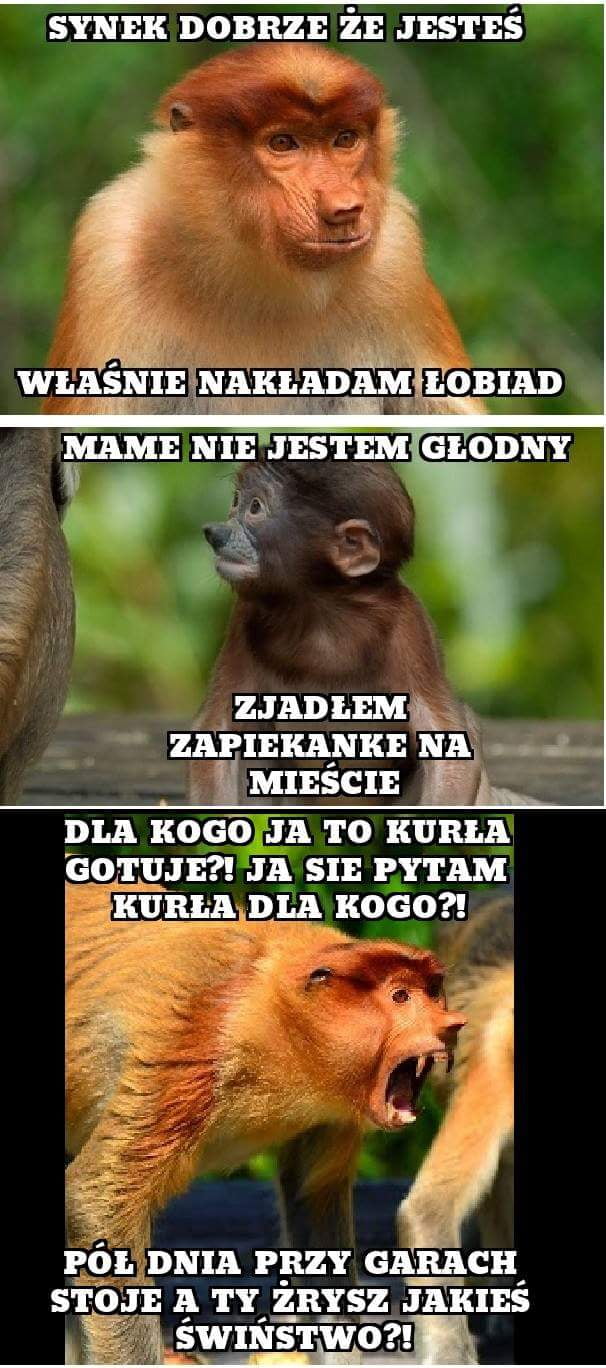 SYNEK DOBRZE ŻE JESTEŚ
WŁAŚNIE NAKŁADAM ŁOBIAD
MAME NIE JESTEM GŁODNY
ZJADŁEM
ZAPIEKANKE NA
MIEŚCIE
DLA KOGO JA TO KURŁA
GOTUJE?! JA SIE PYTAM
KURŁA DLA KOGO?!
PÓŁ DNIA PRZY GARACH
STOJE A TY ŻRYSZ JAKIEŚ
ŚWIŃSTWO?!